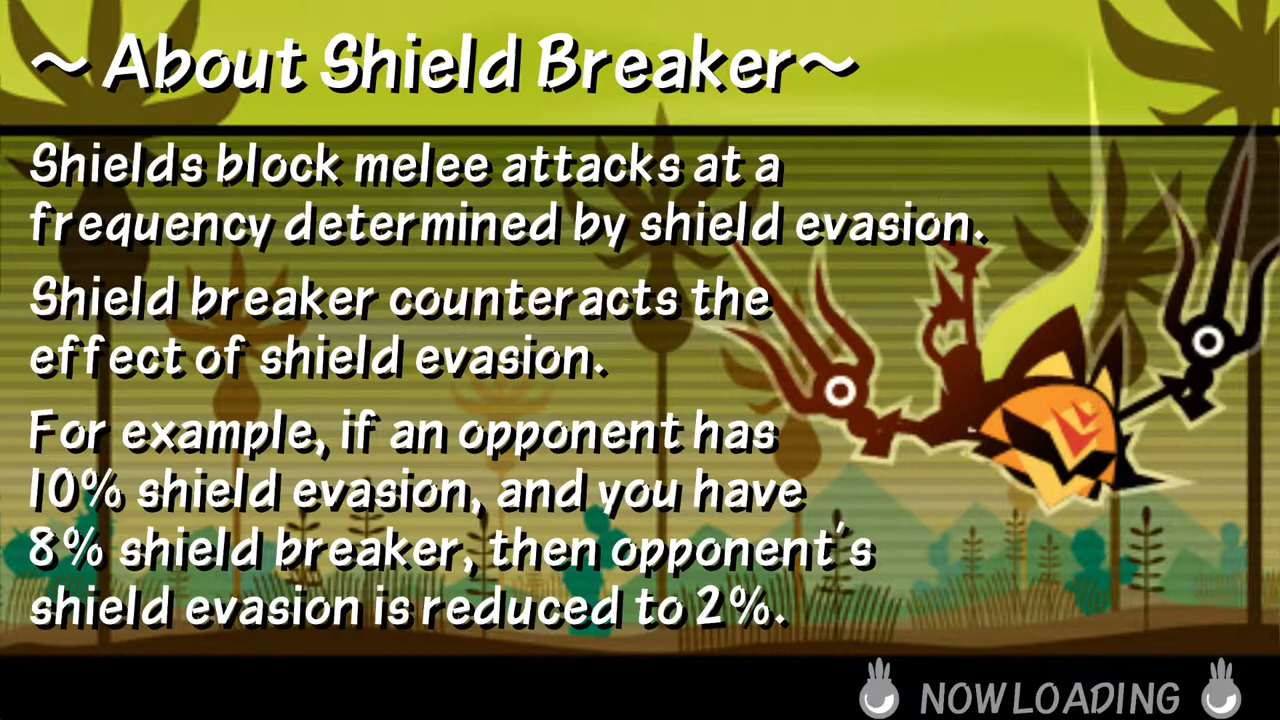 ~ About Shield Breaker~
Shields block melee attacks at a
frequency determined by shield evasion.
Shield breaker counteracts the
effect of shield evasion.
For example, if an opponent has
10% shield evasion, and you have
8% shield breaker, then opponent's
shield evasion is reduced to 2%.
NOW LOADING